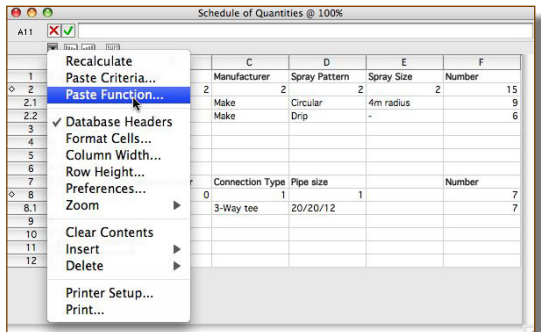 Schedule of Quantities @ 100%
A11
Recalculate
Paste Criteria...
Paste Function...
Database Headers
Format Cells...
Column Width...
Row Height...
Preferences...
Zoom
Clear Contents
Insert
Delete
Printer Setup...
Print...
C D E F
1 Manufacturer Spray Pattern Spray Size Number
2 2 2 2 2 15
2.1 Make Circular 4m radius 9
2.2 Make Drip - 6
3
4
5
6
7 r Connection Type Pipe size Number
8 0 1 1 7
8.1 3-Way tee 20/20/12 7
9
10
11
12